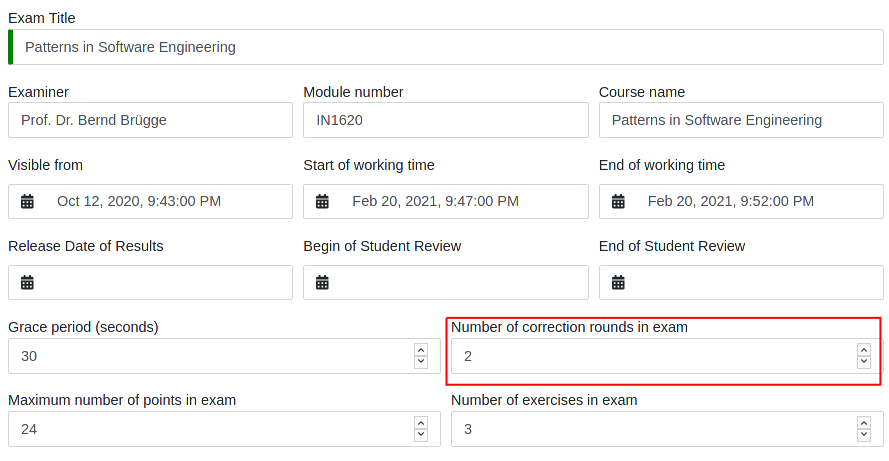 Exam Title
Patterns in Software Engineering
Examiner Module number Course name
Prof. Dr. Bernd Brügge IN1620 Patterns in Software Engineering
Visible from Start of working time End of working time
Oct 12, 2020, 9:43:00 PM Feb 20, 2021, 9:47:00 PM Feb 20, 2021, 9:52:00 PM
Release Date of Results Begin of Student Review End of Student Review
Grace period (seconds) Number of correction rounds in exam
30 2
Maximum number of points in exam Number of exercises in exam
24 3